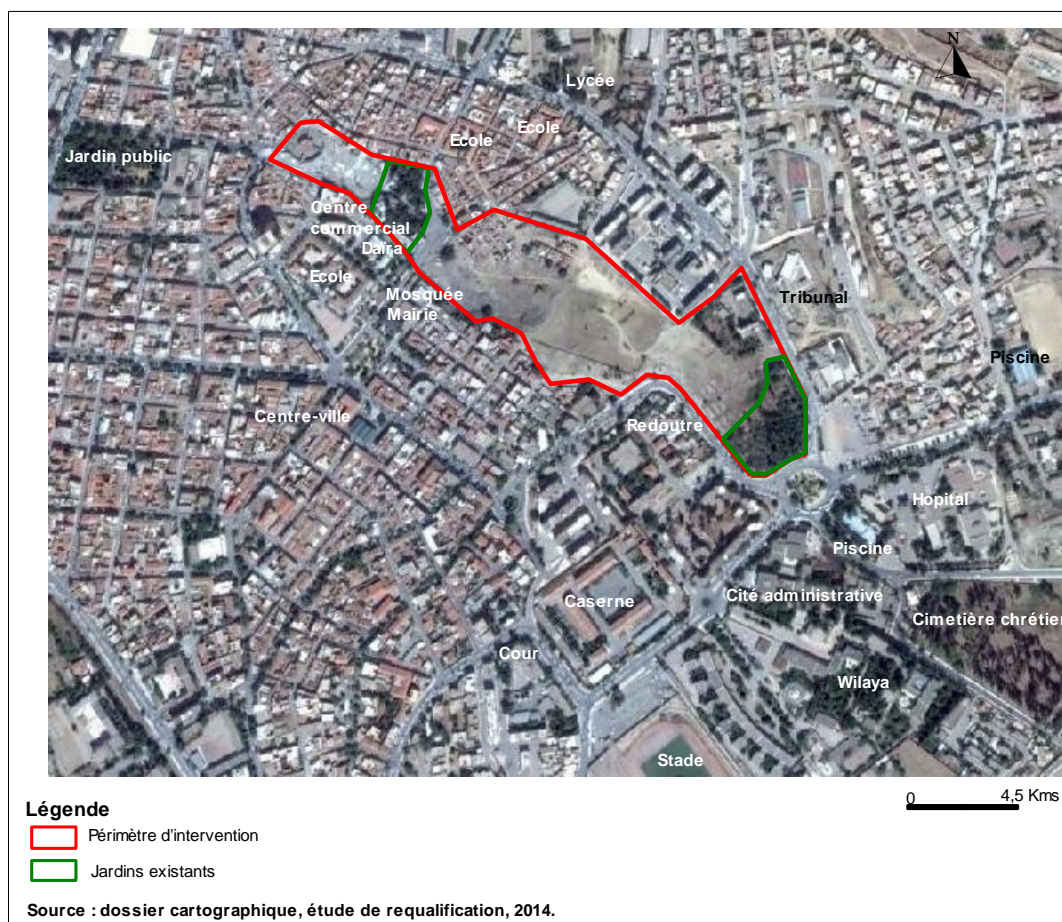 N
Lycée
Ecole
Ecole
Jardin public
Centre
commercial
Daïra
Ecole
Mosquée
Mairie
Tribunal
Piscine
Centre-ville
Redoutre
Hopital
Piscine
Caserne
Cité administrative
Cimetière chrétien
Cour
Wilaya
Stade
0 4,5 Kms
Légende
Périmètre d'intervention
Jardins existants
Source : dossier cartographique, étude de requalification, 2014.